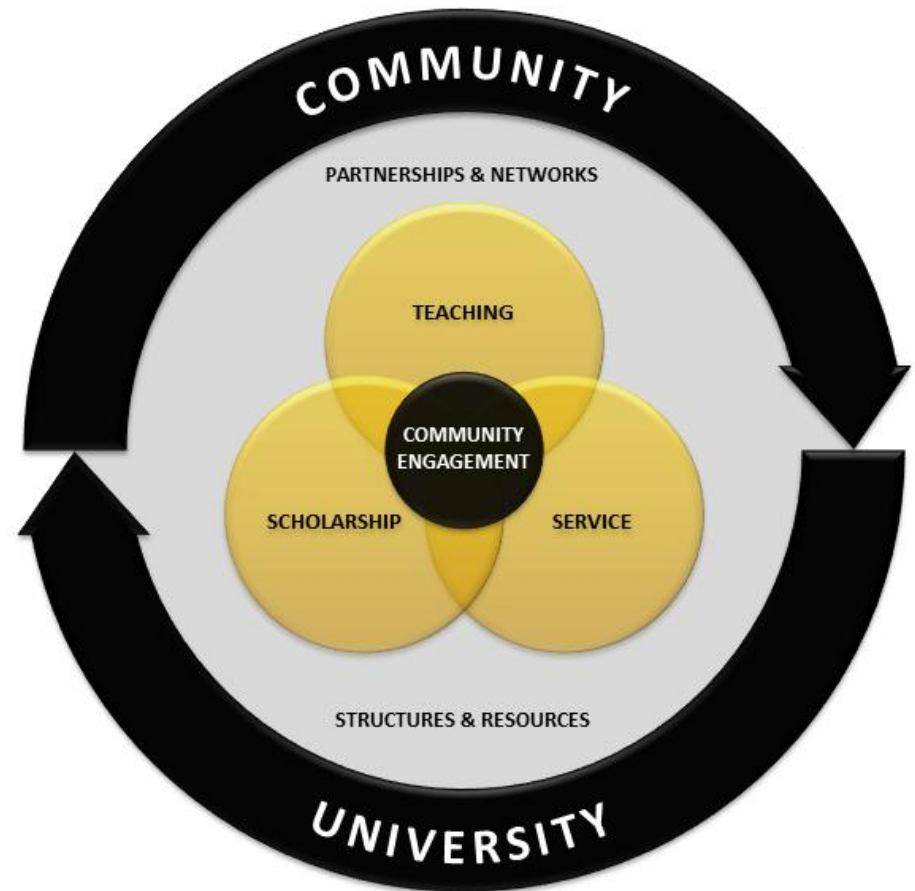 COMMUNITY
PARTNERSHIPS & NETWORKS
TEACHING
COMMUNITY
ENGAGEMENT
SCHOLARSHIP
SERVICE
STRUCTURES & RESOURCES
UNIVERSITY